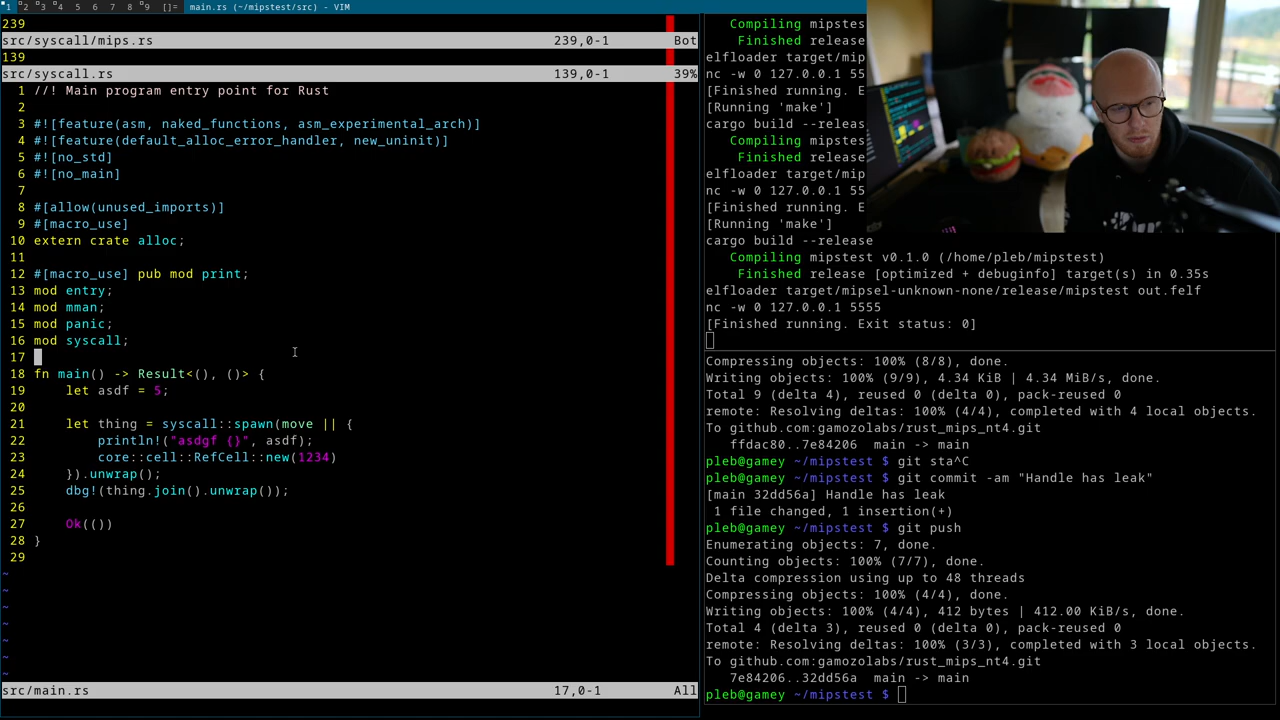 1 2 3 4 5 6 7 8 9 []= main.rs (~/mipstest/src) - VIM
239
src/syscall/mips.rs 239,0-1 Bot
139
src/syscall.rs 139,0-1 39%
1 //! Main program entry point for Rust
2
3 #![feature(asm, naked_functions, asm_experimental_arch)]
4 #![feature(default_alloc_error_handler, new_uninit)]
5 #![no_std]
6 #![no_main]
7
8 #[allow(unused_imports)]
9 #[macro_use]
10 extern crate alloc;
11
12 #[macro_use] pub mod print;
13 mod entry;
14 mod mman;
15 mod panic;
16 mod syscall;
17
18 fn main() -> Result<(), ()> {
19 let asdf = 5;
20
21 let thing = syscall::spawn(move || {
22 println!("asdgf {}", asdf);
23 core::cell::RefCell::new(1234)
24 }).unwrap();
25 dbg!(thing.join().unwrap());
26
27 Ok(())
28 }
29
~
~
~
~
~
~
~
src/main.rs 17,0-1 All
Compiling mipstes
Finished release
elfloader target/mip
nc -w 0 127.0.0.1 55
[Finished running. E
[Running 'make']
cargo build --releas
Compiling mipstes
Finished release
elfloader target/mip
nc -w 0 127.0.0.1 55
[Finished running. E
[Running 'make']
cargo build --release
Compiling mipstest v0.1.0 (/home/pleb/mipstest)
Finished release [optimized + debuginfo] target(s) in 0.35s
elfloader target/mipsel-unknown-none/release/mipstest out.felf
nc -w 0 127.0.0.1 5555
[Finished running. Exit status: 0]
Compressing objects: 100% (8/8), done.
Writing objects: 100% (9/9), 4.34 KiB | 4.34 MiB/s, done.
Total 9 (delta 4), reused 0 (delta 0), pack-reused 0
remote: Resolving deltas: 100% (4/4), completed with 4 local objects.
To github.com:gamozolabs/rust_mips_nt4.git
ffdac80..7e84206 main -> main
pleb@gamey ~/mipstest $ git sta^C
pleb@gamey ~/mipstest $ git commit -am "Handle has leak"
[main 32dd56a] Handle has leak
1 file changed, 1 insertion(+)
pleb@gamey ~/mipstest $ git push
Enumerating objects: 7, done.
Counting objects: 100% (7/7), done.
Delta compression using up to 48 threads
Compressing objects: 100% (4/4), done.
Writing objects: 100% (4/4), 412 bytes | 412.00 KiB/s, done.
Total 4 (delta 3), reused 0 (delta 0), pack-reused 0
remote: Resolving deltas: 100% (3/3), completed with 3 local objects.
To github.com:gamozolabs/rust_mips_nt4.git
7e84206..32dd56a main -> main
pleb@gamey ~/mipstest $